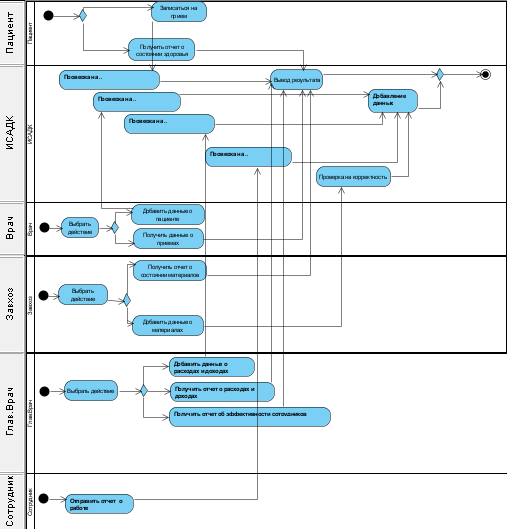 Пациент
Пациент
Записаться на
прием
Получить отчет о
состоянии здоровья
ИСАДК
ИСАДК
Проверка на ..
Проверка на ..
Проверка на ..
Проверка на ..
Вывод результата
Добавление
данных
Проверка на корректность
Врач
Врач
Выбрать
действие
Добавить данные о
пациенте
Получить данные о
приемах
Завхоз
Завхоз
Выбрать
действие
Получить отчет о
состоянии материалов
Добавить данные о
материалах
Глав.Врач
Глав.Врач
Выбрать действие
Добавить данные о
расходах и доходах
Получить отчет о расходах и
доходах
Получить отчет об эффективности сотрудников
Сотрудник
Сотрудник
Отправить отчет о
работе